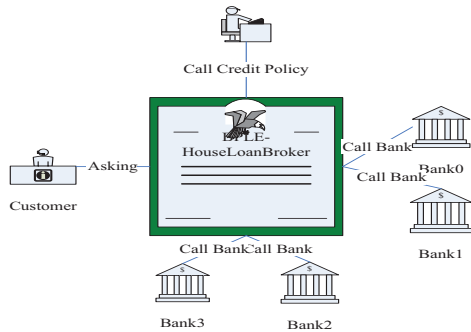 Call Credit Policy
HouseLoanBroker
Asking
Customer
Call Bank
Bank0
Call Bank
Bank1
Call Bank
Call Bank
Bank3
Bank2